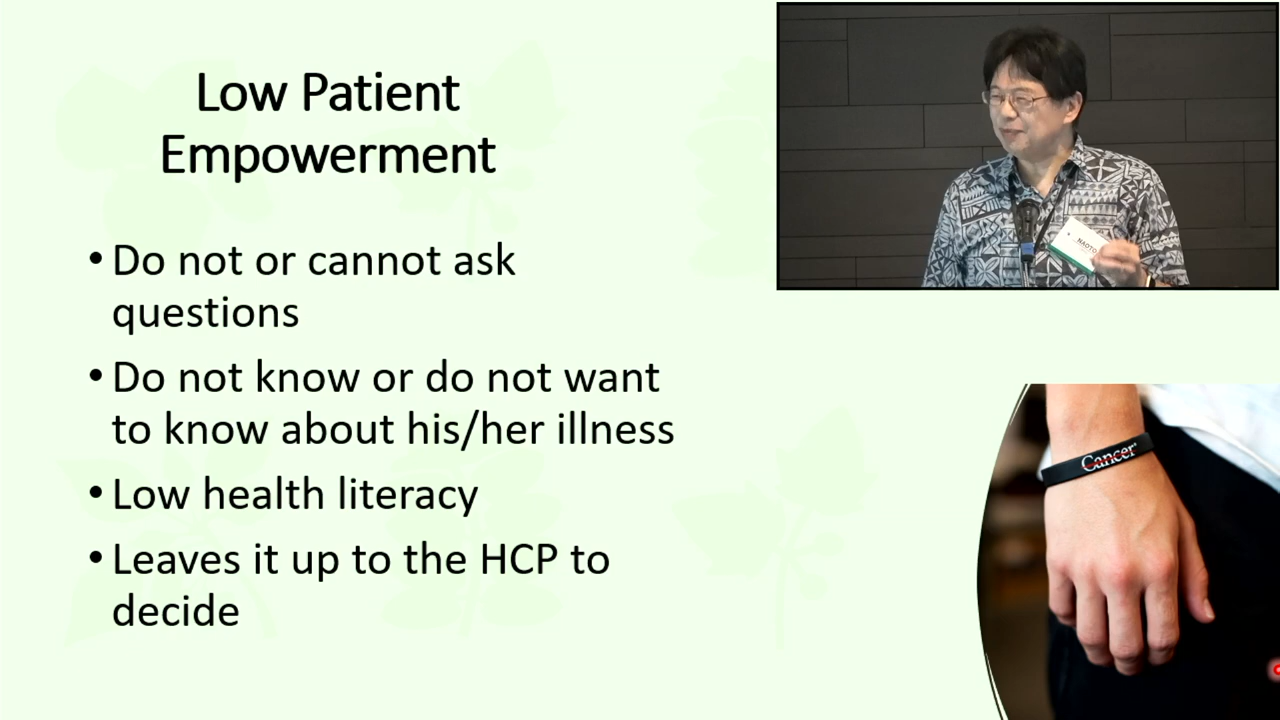 Low Patient
Empowerment
• Do not or cannot ask
questions
• Do not know or do not want
to know about his/her illness
• Low health literacy
• Leaves it up to the HCP to
decide
NAOTO
Cancer